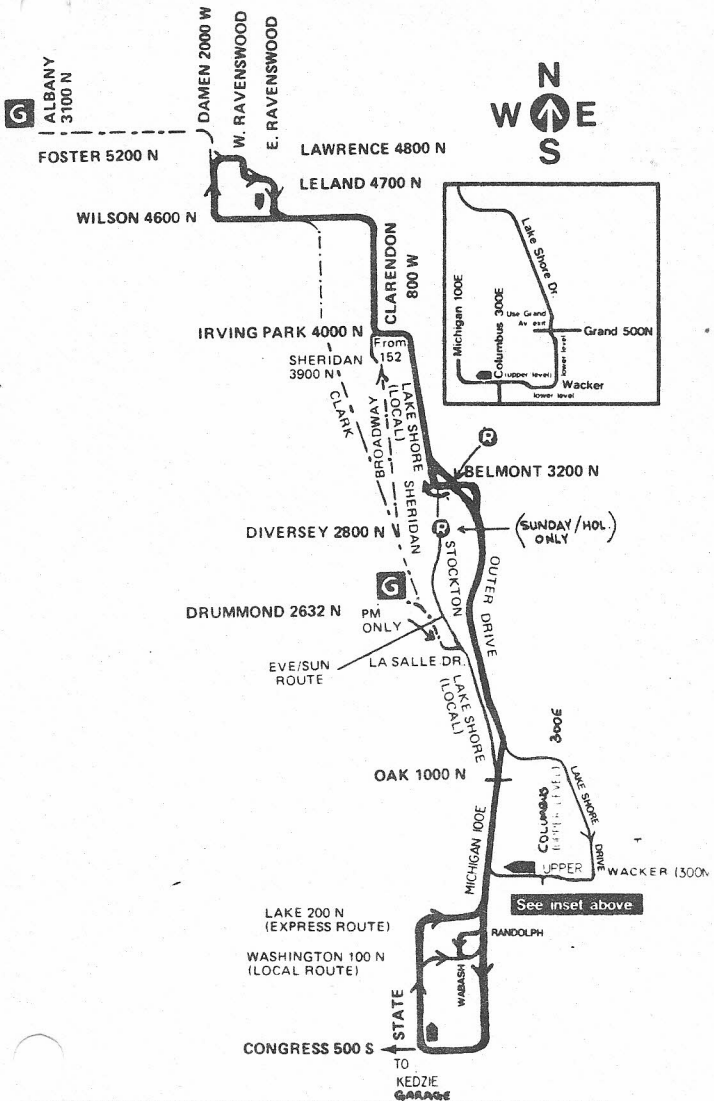 N
W E
S
G
ALBANY
3100 N
DAMEN 2000 W
W. RAVENSWOOD
E. RAVENSWOOD
FOSTER 5200 N
LAWRENCE 4800 N
LELAND 4700 N
WILSON 4600 N
CLARENDON
800 W
IRVING PARK 4000 N
From
152
SHERIDAN
3900 N
CLARK
BROADWAY
LAKE SHORE
(LOCAL)
SHERIDAN
Michigan 100E
Columbus 300E
(upper level)
Lake Shore Dr.
Use Grand
Av exit
Grand 500N
lower level
Wacker
lower level
R
BELMONT 3200 N
DIVERSEY 2800 N
R
(SUNDAY/HOL.)
ONLY
STOCKTON
OUTER DRIVE
G
DRUMMOND 2632 N
PM
ONLY
EVE/SUN
ROUTE
LA SALLE DR.
LAKE SHORE
(LOCAL)
300E
OAK 1000 N
MICHIGAN 100E
COLUMBUS
(UPPER LEVEL)
LAKE SHORE
DRIVE
UPPER
WACKER (300N
See inset above
LAKE 200 N
(EXPRESS ROUTE)
RANDOLPH
WASHINGTON 100 N
(LOCAL ROUTE)
WABASH
STATE
CONGRESS 500 S
TO
KEDZIE
GARAGE